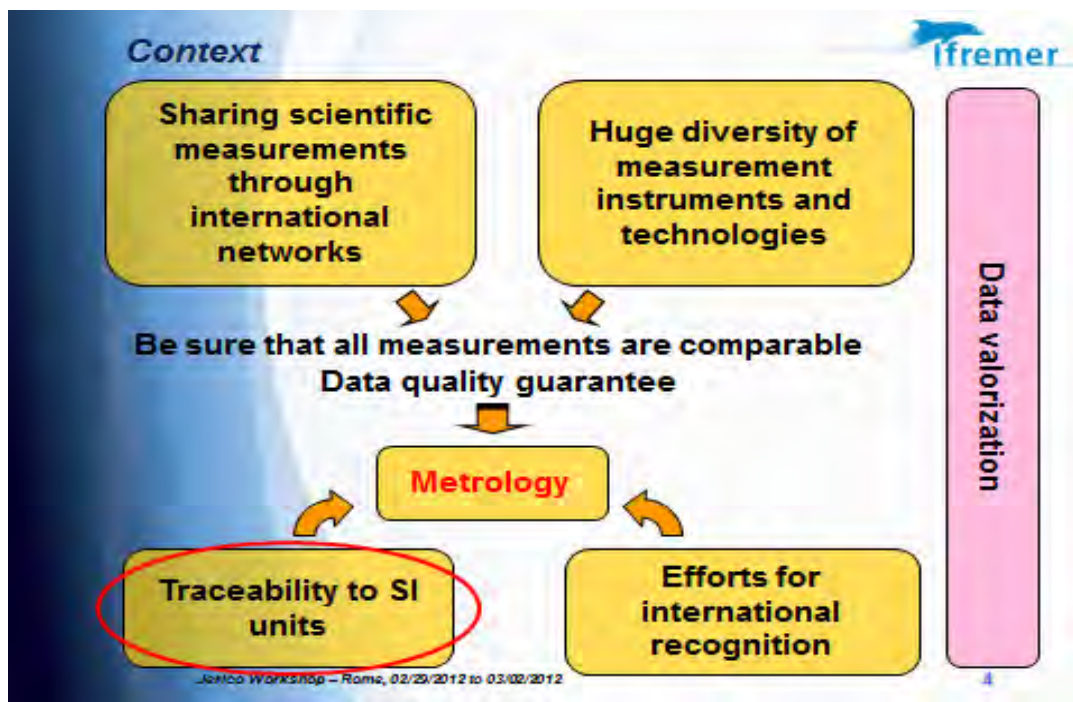 Context
Ifremer
Sharing scientific
measurements
through
international
networks
Huge diversity of
measurement
instruments and
technologies
Be sure that all measurements are comparable
Data quality guarantee
Metrology
Traceability to SI
units
Efforts for
international
recognition
Data valorization
Jerico Workshop – Rome, 02/29/2012 to 03/02/2012
4